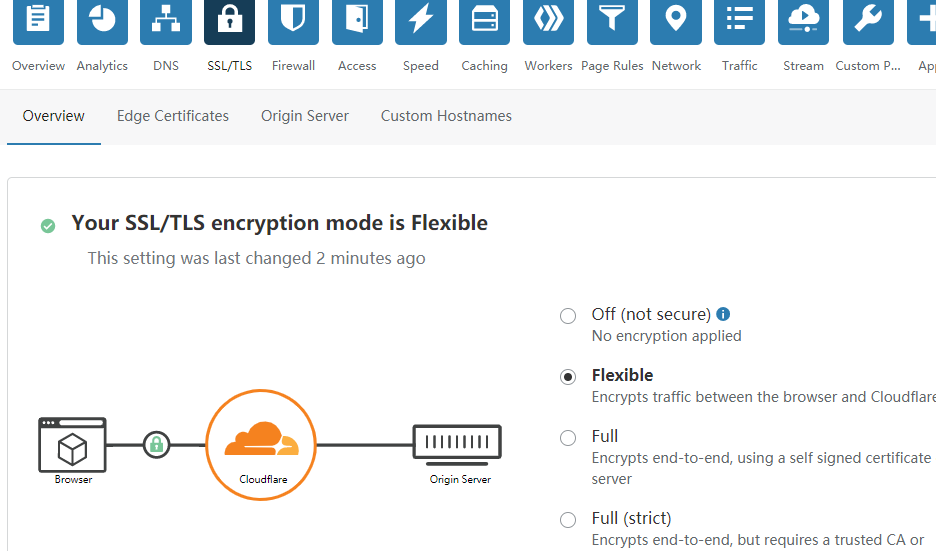 Overview Analytics DNS SSL/TLS Firewall Access Speed Caching Workers Page Rules Network Traffic Stream Custom P...
Overview Edge Certificates Origin Server Custom Hostnames
Your SSL/TLS encryption mode is Flexible
This setting was last changed 2 minutes ago
Off (not secure)
No encryption applied
Flexible
Encrypts traffic between the browser and Cloudflare
Full
Encrypts end-to-end, using a self signed certificate
server
Full (strict)
Encrypts end-to-end, but requires a trusted CA or
Browser
Cloudflare
Origin Server